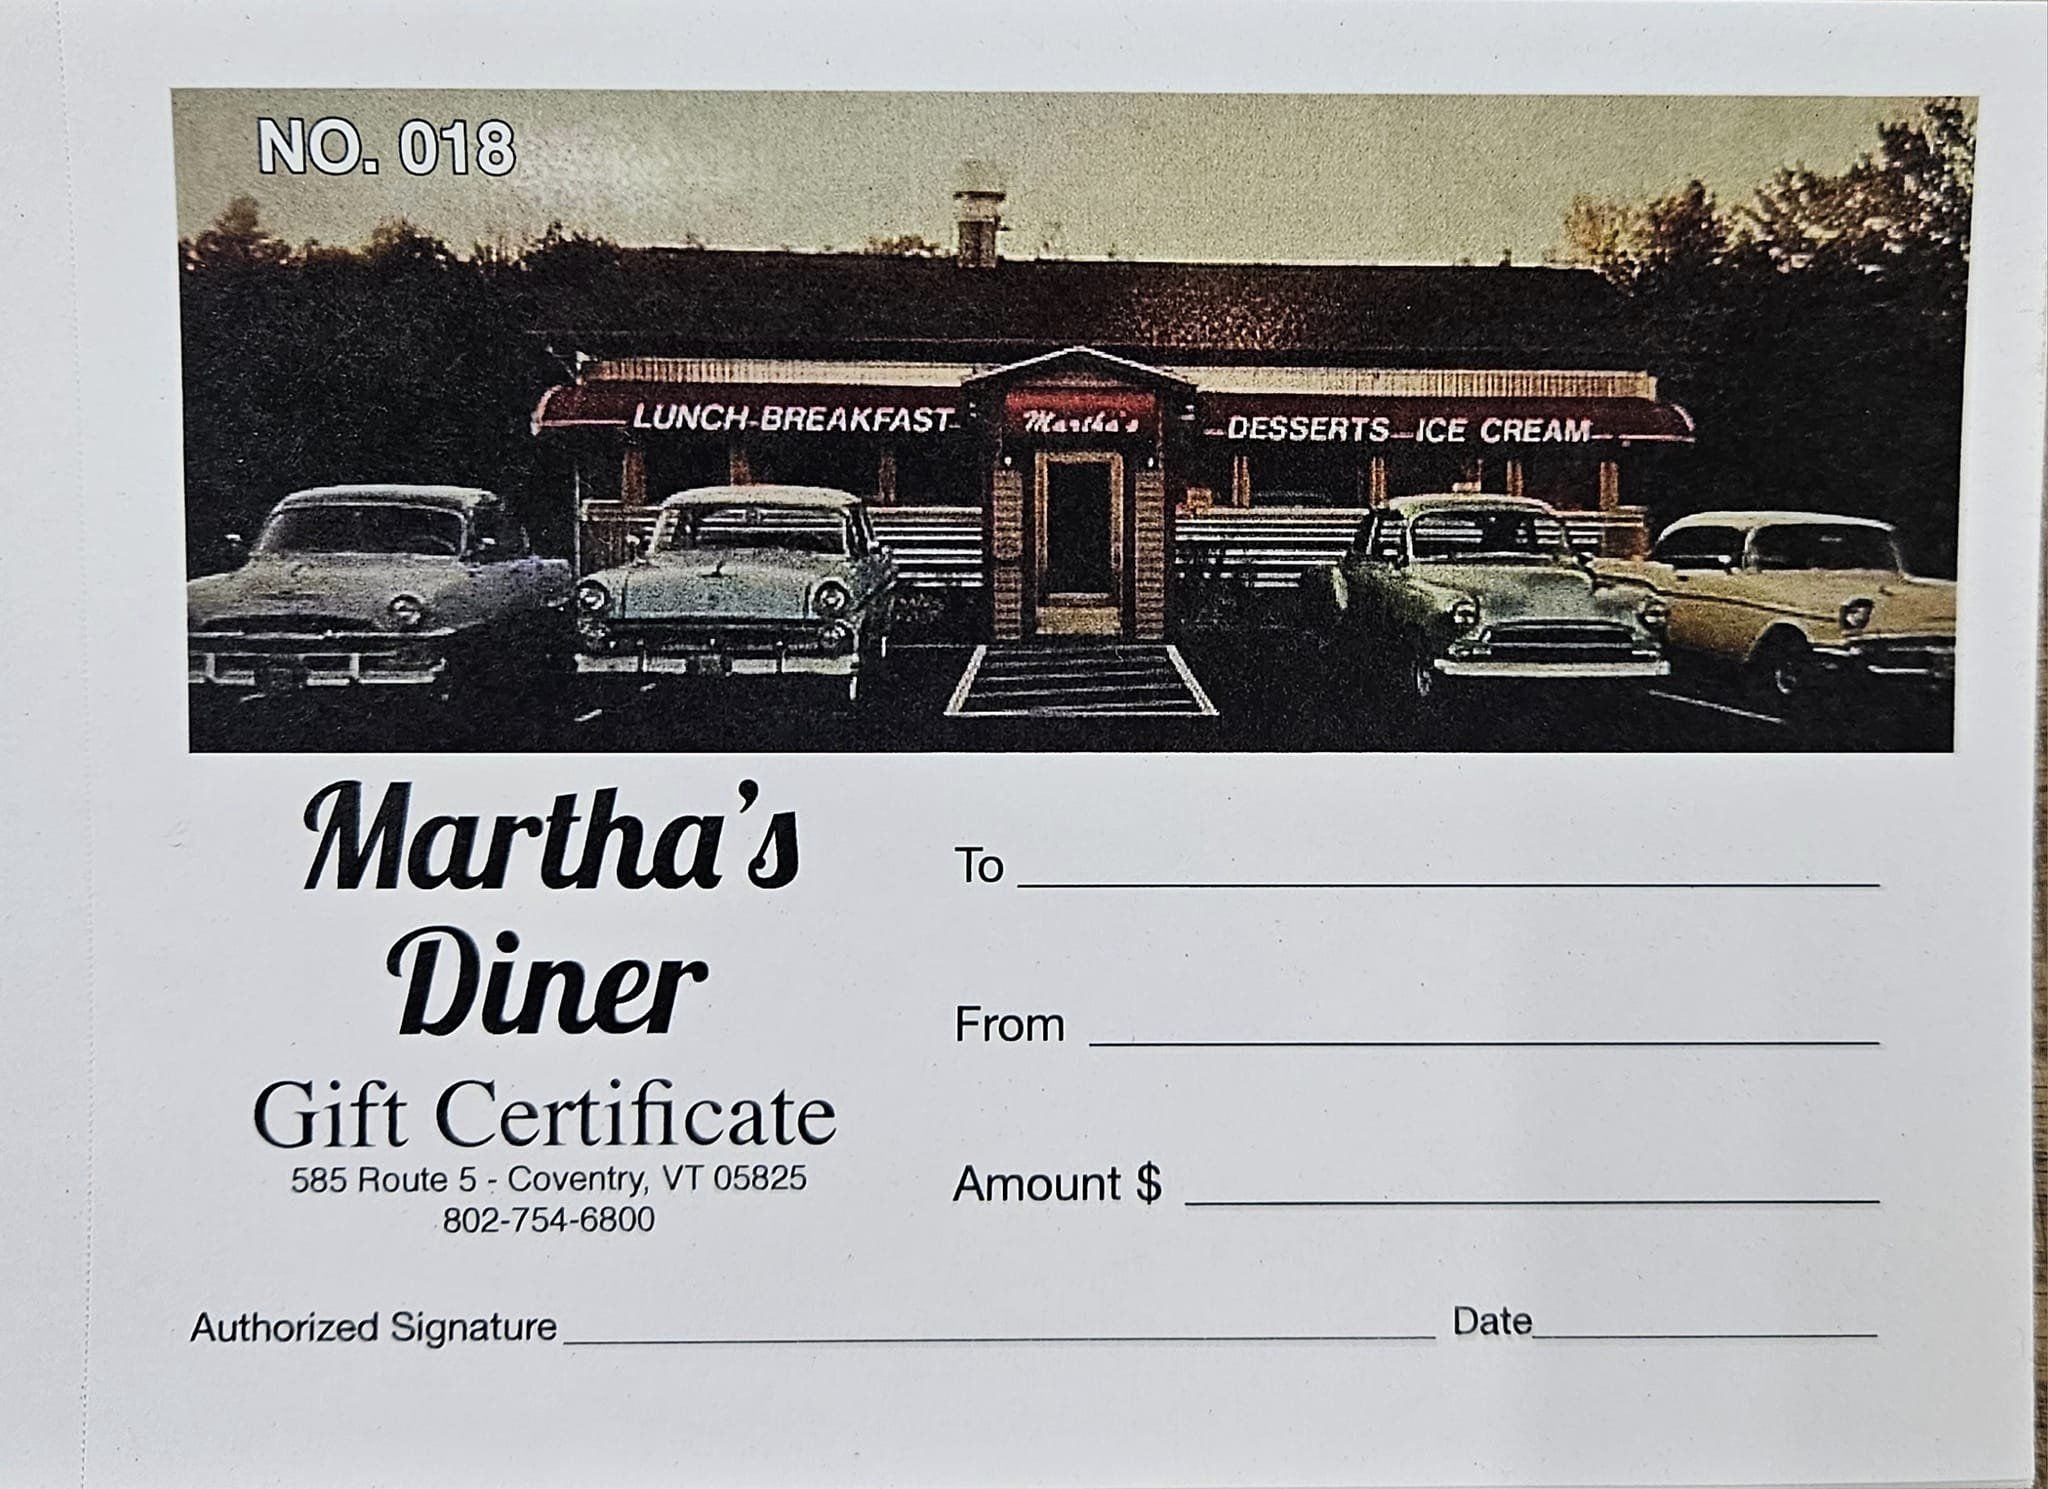 NO. 018
LUNCH-BREAKFAST-
Martha's
-DESSERTS-ICE CREAM-
Martha's
Diner
Gift Certificate
585 Route 5 - Coventry, VT 05825
802-754-6800
To
From
Amount $
Authorized Signature
Date